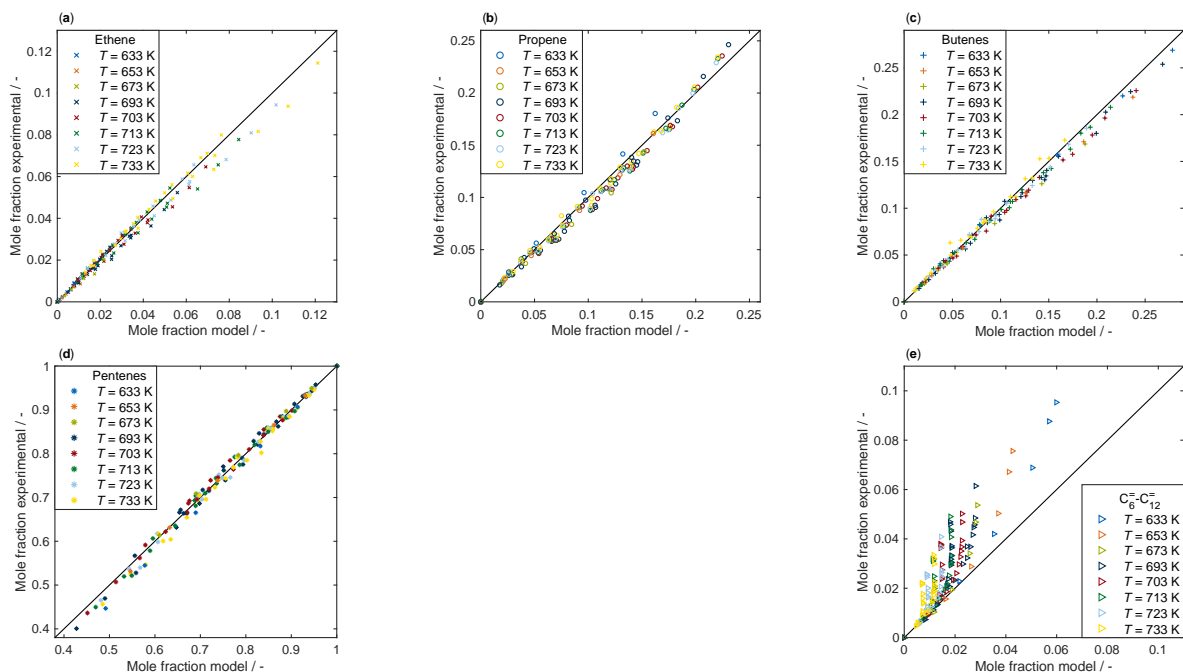 (a)
Ethene
T = 633 K
T = 653 K
T = 673 K
T = 693 K
T = 703 K
T = 713 K
T = 723 K
T = 733 K
0.12
0.1
0.08
0.06
0.04
0.02
0
0 0.02 0.04 0.06 0.08 0.1 0.12
Mole fraction experimental / -
Mole fraction model / -
(b)
Propene
T = 633 K
T = 653 K
T = 673 K
T = 693 K
T = 703 K
T = 713 K
T = 723 K
T = 733 K
0.25
0.2
0.15
0.1
0.05
0
0 0.05 0.1 0.15 0.2 0.25
Mole fraction experimental / -
Mole fraction model / -
(c)
Butenes
T = 633 K
T = 653 K
T = 673 K
T = 693 K
T = 703 K
T = 713 K
T = 723 K
T = 733 K
0.25
0.2
0.15
0.1
0.05
0
0 0.05 0.1 0.15 0.2 0.25
Mole fraction experimental / -
Mole fraction model / -
(d)
Pentenes
T = 633 K
T = 653 K
T = 673 K
T = 693 K
T = 703 K
T = 713 K
T = 723 K
T = 733 K
1
0.9
0.8
0.7
0.6
0.5
0.4
0.4 0.5 0.6 0.7 0.8 0.9 1
Mole fraction experimental / -
Mole fraction model / -
(e)
C₆⁼-C₁₂⁼
T = 633 K
T = 653 K
T = 673 K
T = 693 K
T = 703 K
T = 713 K
T = 723 K
T = 733 K
0.1
0.08
0.06
0.04
0.02
0
0 0.02 0.04 0.06 0.08 0.1
Mole fraction experimental / -
Mole fraction model / -